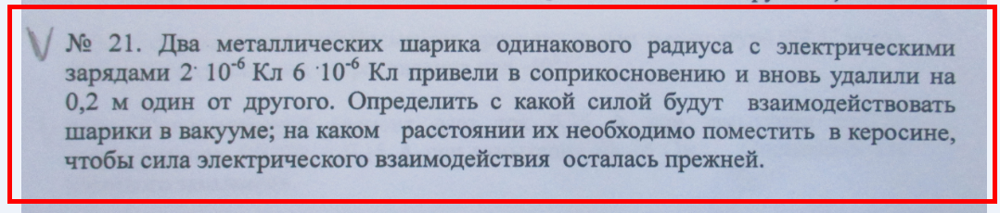 № 21. Два металлических шарика одинакового радиуса с электрическими
зарядами 2· 10⁻⁶ Кл 6 ·10⁻⁶ Кл привели в соприкосновению и вновь удалили на
0,2 м один от другого. Определить с какой силой будут взаимодействовать
шарики в вакууме; на каком расстоянии их необходимо поместить в керосине,
чтобы сила электрического взаимодействия осталась прежней.